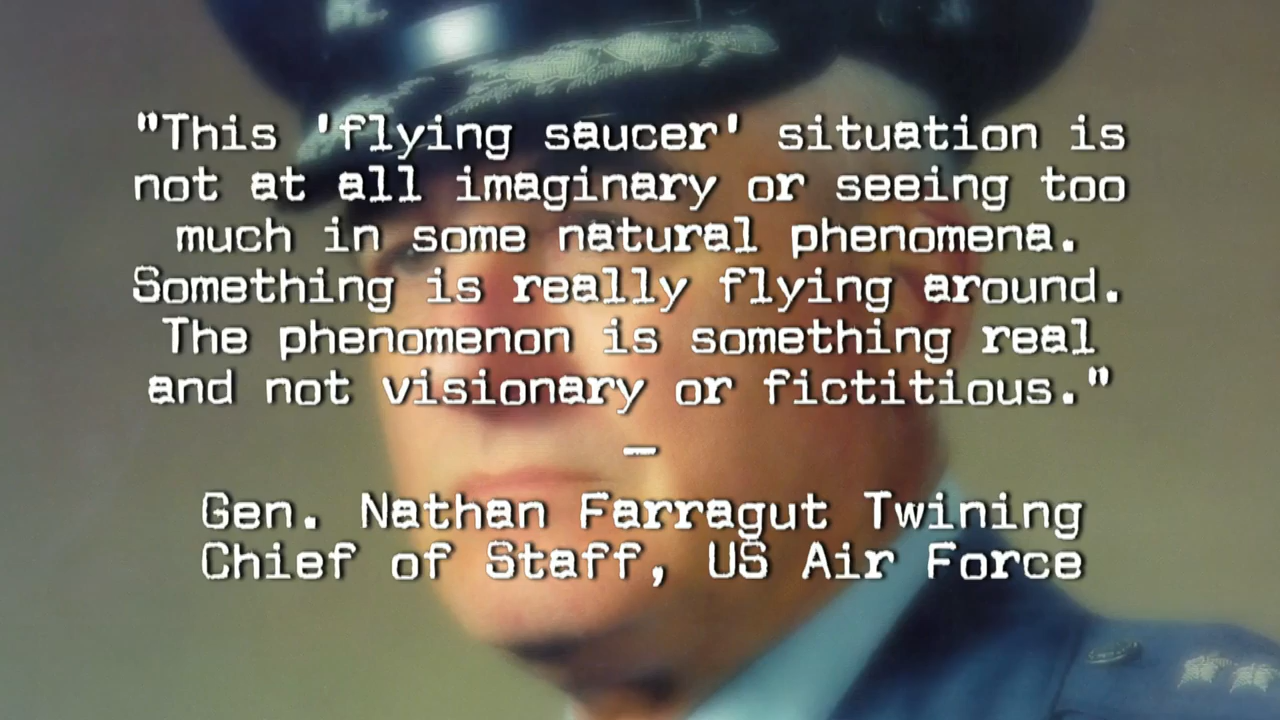 "This 'flying saucer' situation is
not at all imaginary or seeing too
much in some natural phenomena.
Something is really flying around.
The phenomenon is something real
and not visionary or fictitious."
—
Gen. Nathan Farragut Twining
Chief of Staff, US Air Force